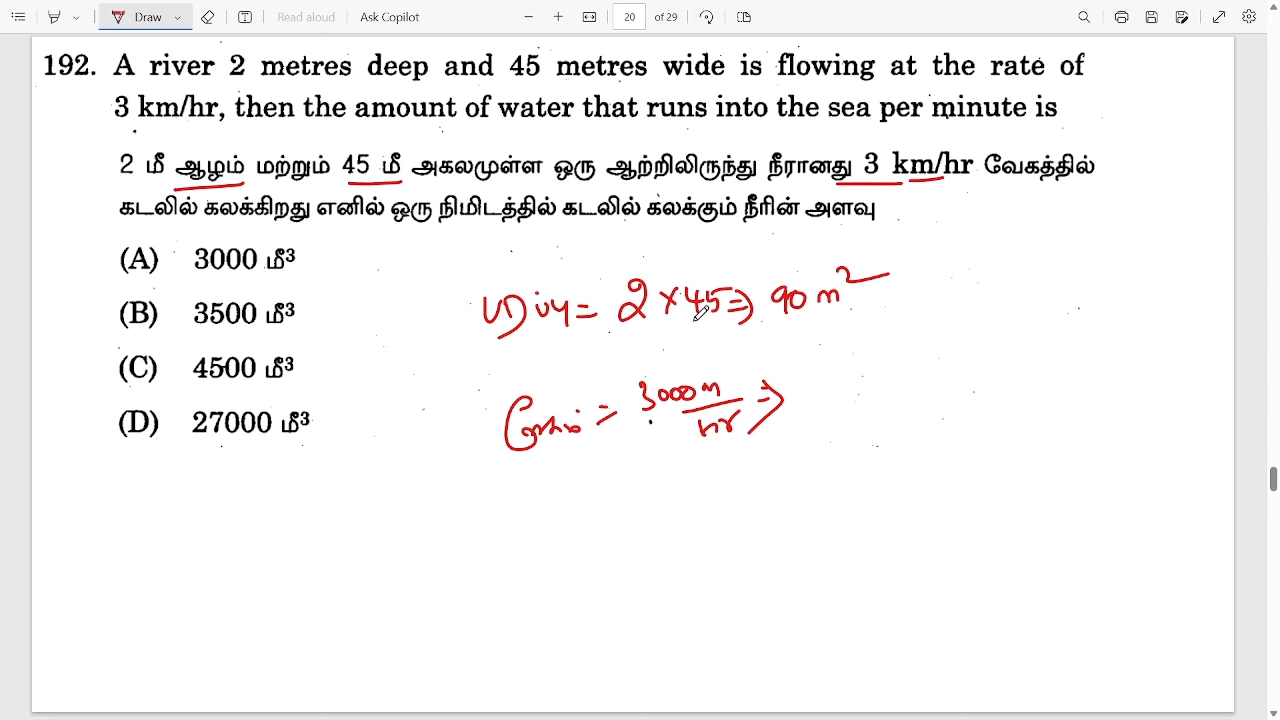 Draw
Read aloud
Ask Copilot
20
of 29
192. A river 2 metres deep and 45 metres wide is flowing at the rate of
3 km/hr, then the amount of water that runs into the sea per minute is
2 மீ ஆழம் மற்றும் 45 மீ அகலமுள்ள ஒரு ஆற்றிலிருந்து நீரானது 3 km/hr வேகத்தில்
கடலில் கலக்கிறது எனில் ஒரு நிமிடத்தில் கடலில் கலக்கும் நீரின் அளவு
(A) 3000 மீ³
(B) 3500 மீ³
(C) 4500 மீ³
(D) 27000 மீ³
= 2 × 45 ⇒ 90 m²
= 3000 m / hr ⇒